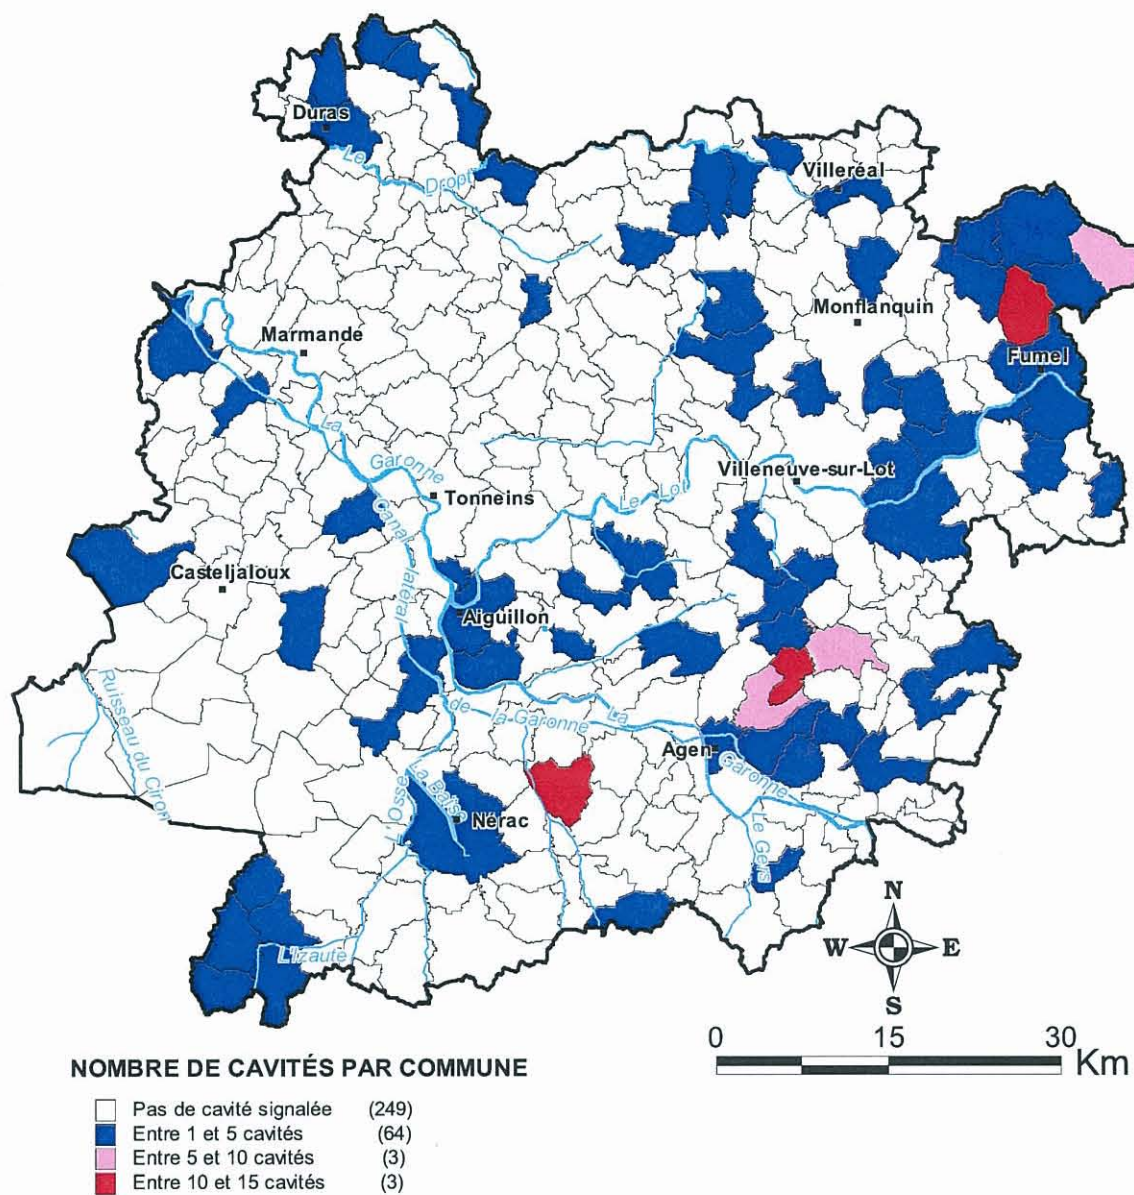 Duras
Le
Dropt
Villeréal
Marmande
Monflanquin
Fumel
La
Garonne
Canal latéral
Tonneins
Le Lot
Villeneuve-sur-Lot
Casteljaloux
Aiguillon
Ruisseau du Ciron
de la Garonne
La
Agen
Garonne
L'Osse
La Baïse
Nérac
Le Gers
L'Izaute
N
W E
S
0 15 30
Km
NOMBRE DE CAVITÉS PAR COMMUNE
Pas de cavité signalée (249)
Entre 1 et 5 cavités (64)
Entre 5 et 10 cavités (3)
Entre 10 et 15 cavités (3)